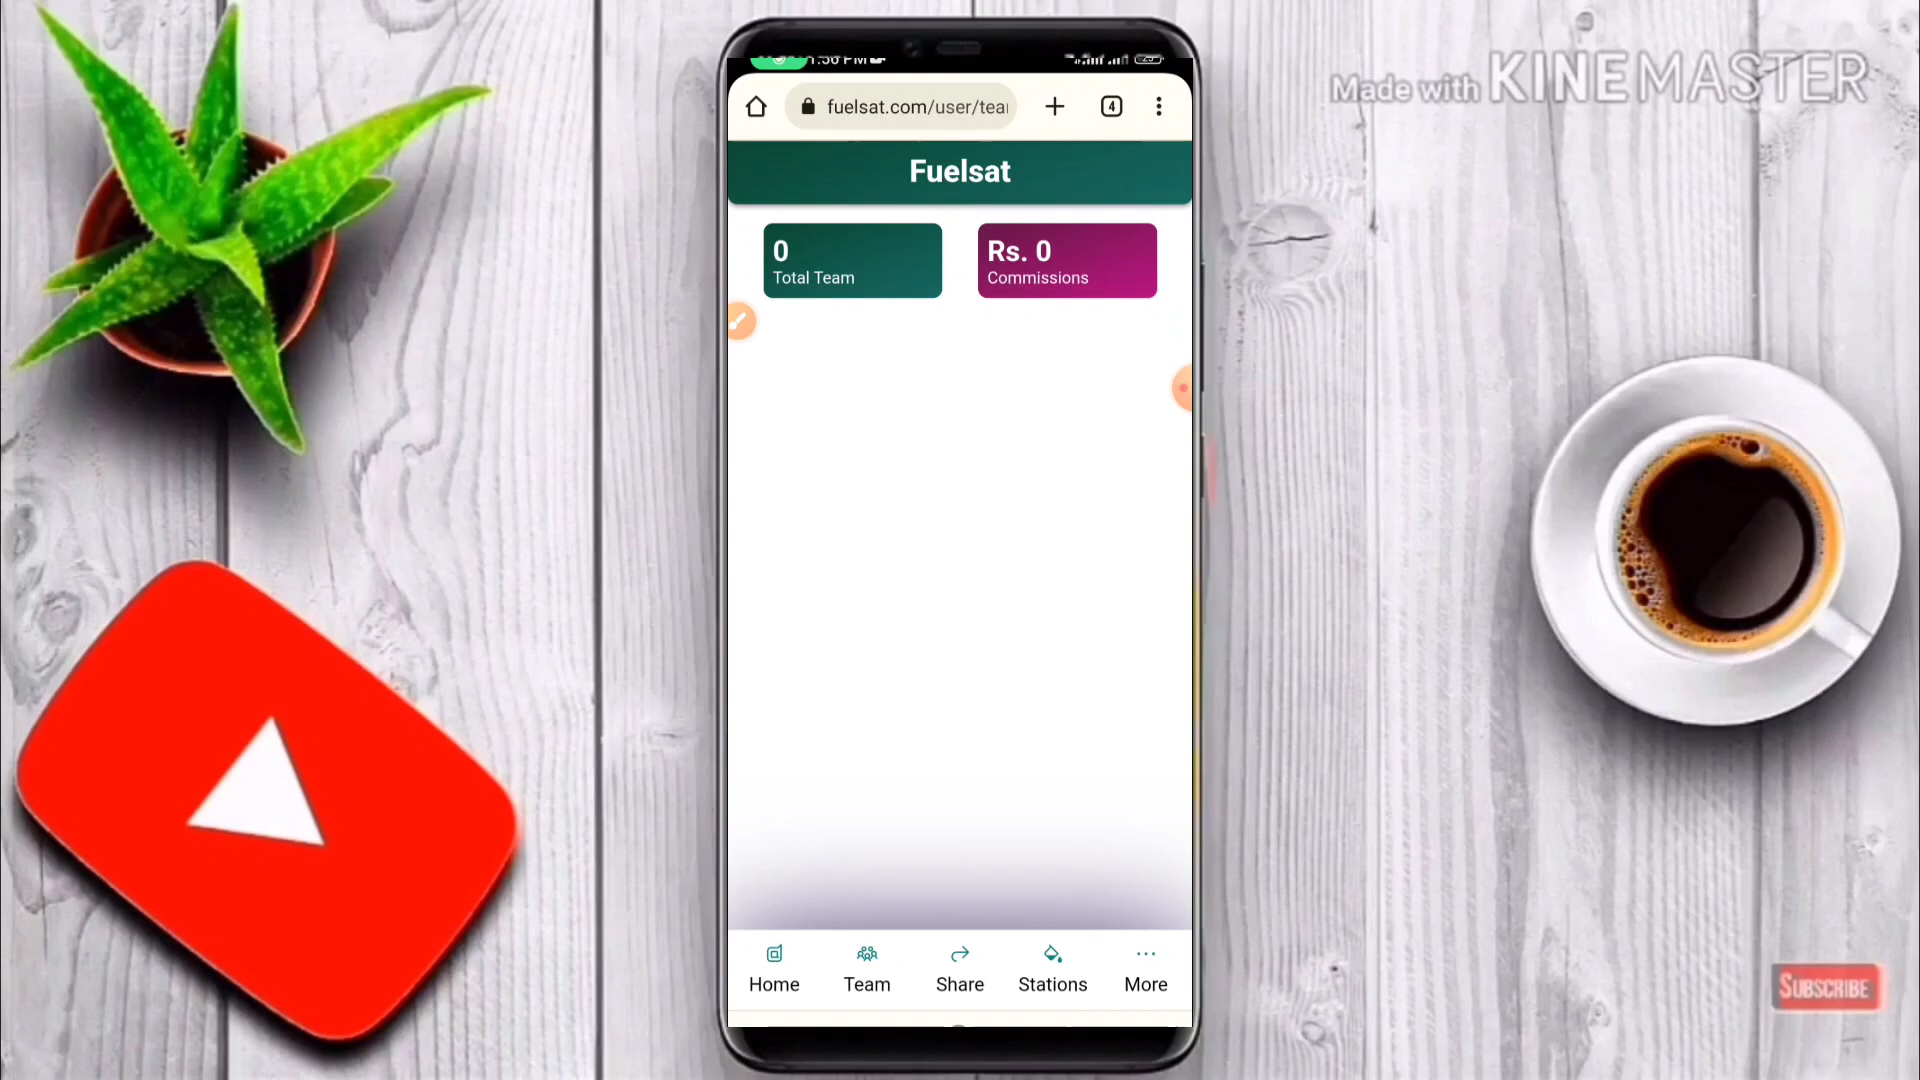 Made with KINEMASTER
fuelsat.com/user/tea
4
Fuelsat
0
Total Team
Rs. 0
Commissions
Home
Team
Share
Stations
More
SUBSCRIBE